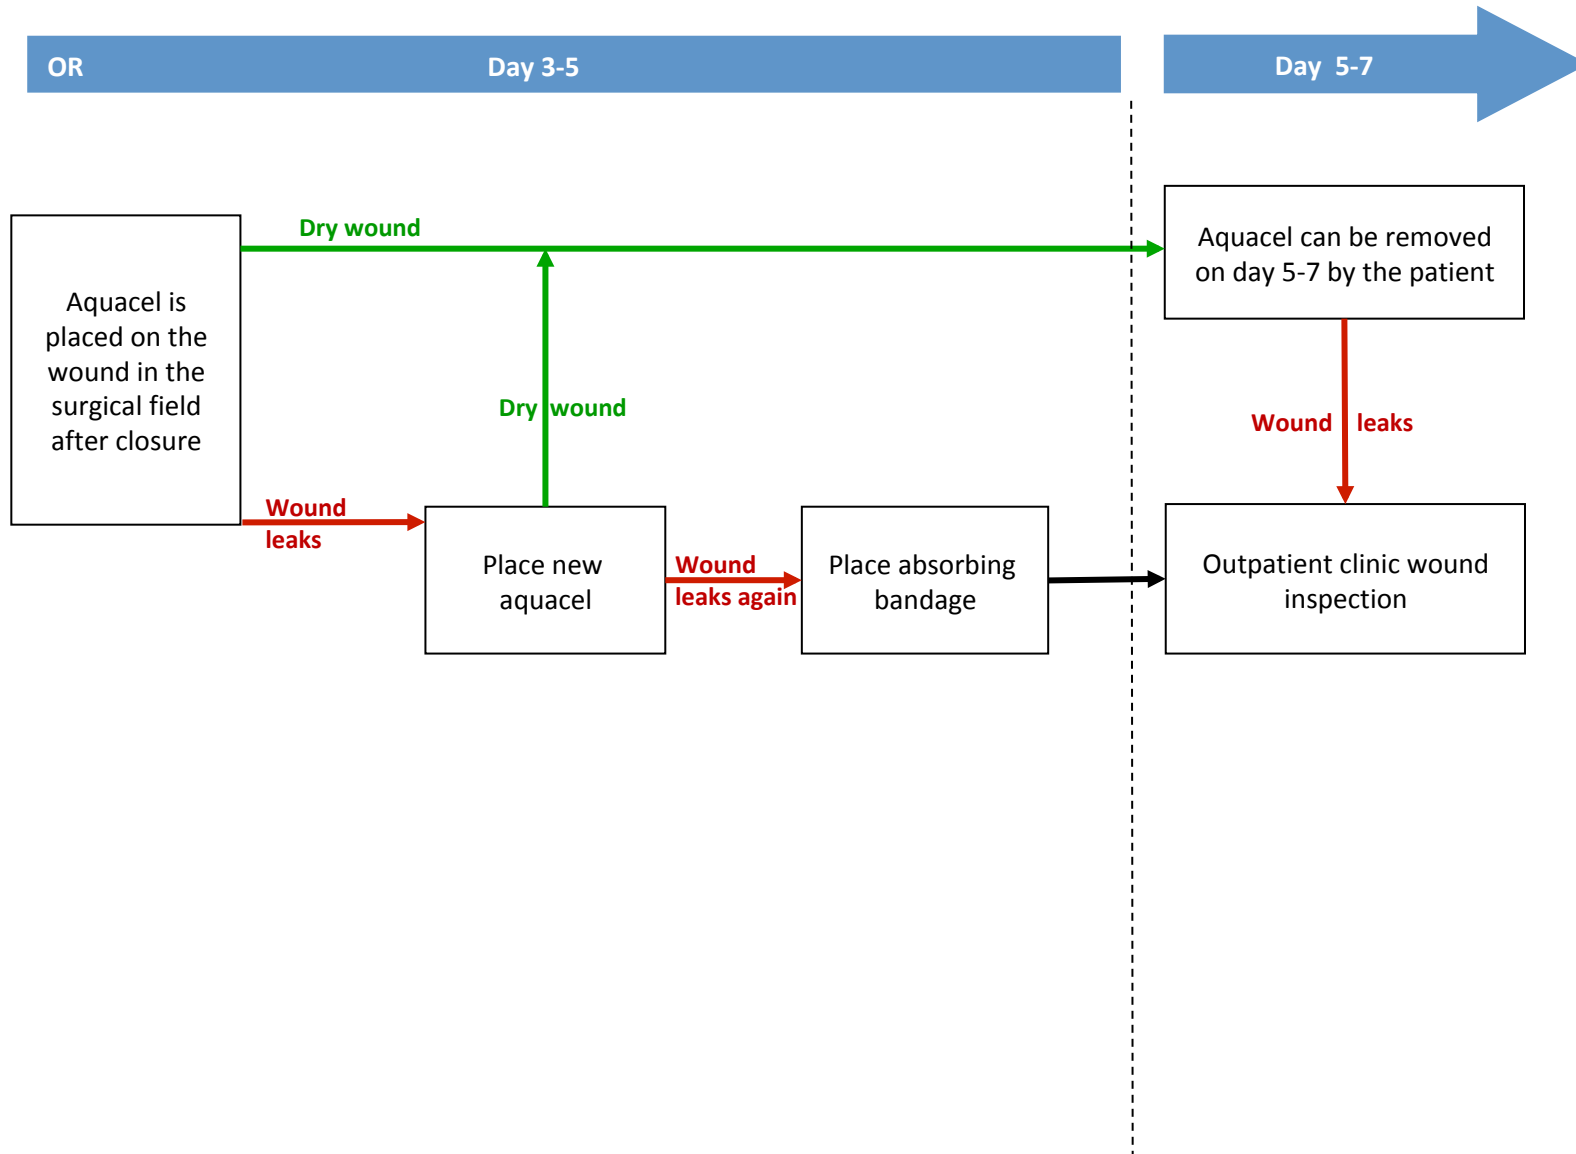 OR
Day 3-5
Day 5-7
Dry wound
Aquacel can be removed
on day 5-7 by the patient
Aquacel is
placed on the
wound in the
surgical field
after closure
Dry wound
Wound leaks
Wound
leaks
Place new
aquacel
Wound
leaks again
Place absorbing
bandage
Outpatient clinic wound
inspection